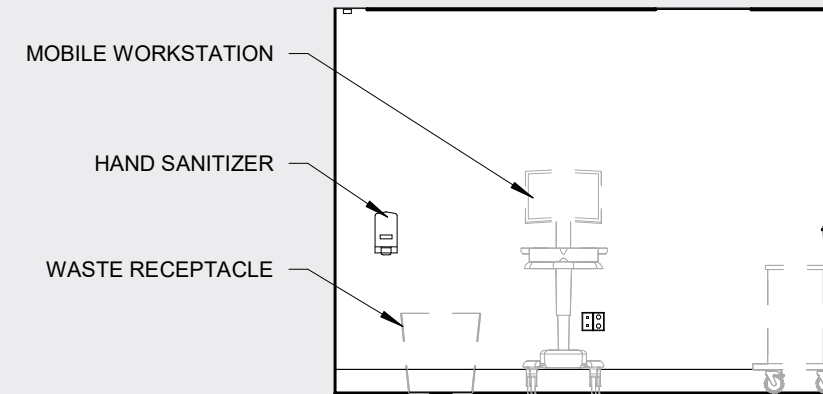 MOBILE WORKSTATION
HAND SANITIZER
WASTE RECEPTACLE